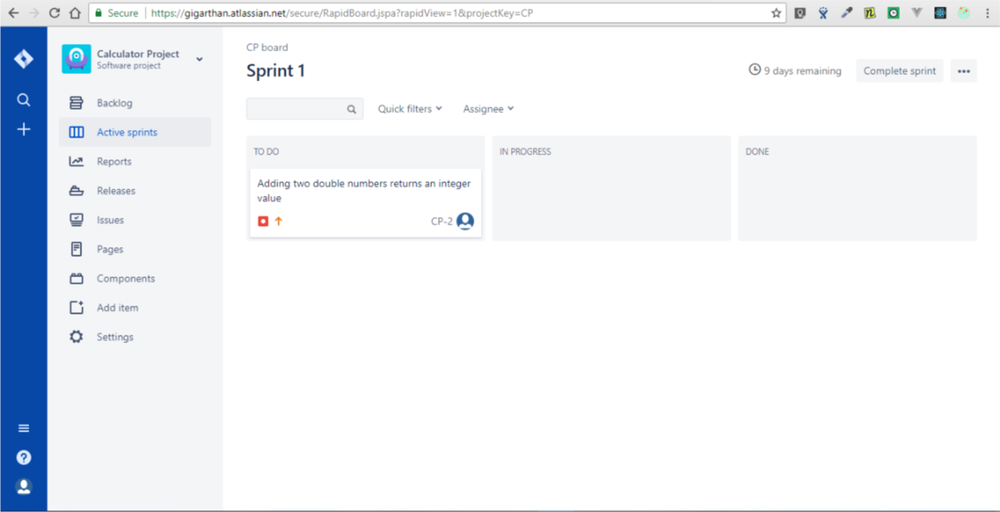 Secure
https://gigarthan.atlassian.net/secure/RapidBoard.jspa?rapidView=1&projectKey=CP
Calculator Project
Software project
Backlog
Active sprints
Reports
Releases
Issues
Pages
Components
Add item
Settings
CP board
Sprint 1
9 days remaining
Complete sprint
Quick filters
Assignee
TO DO
Adding two double numbers returns an integer
value
CP-2
IN PROGRESS
DONE